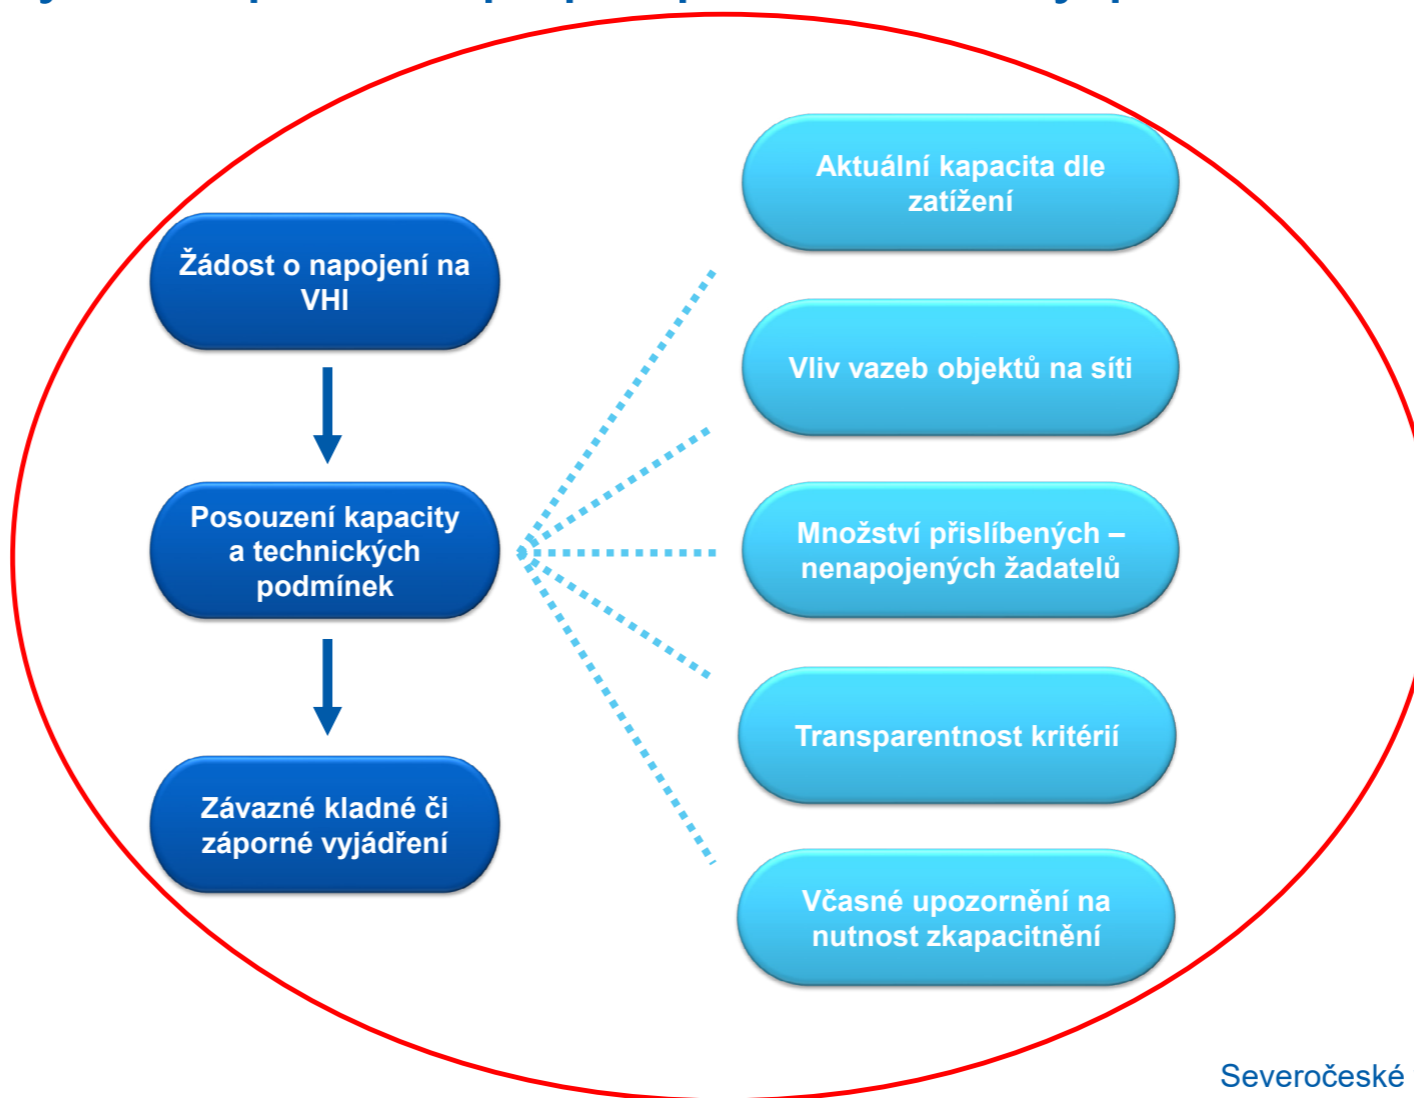 Žádost o napojení na
VHI
Posouzení kapacity
a technických
podmínek
Závazné kladné či
záporné vyjádření
Aktuální kapacita dle
zatížení
Vliv vazeb objektů na síti
Množství přislíbených –
nenapojených žadatelů
Transparentnost kritérií
Včasné upozornění na
nutnost zkapacitnění
Severočeské